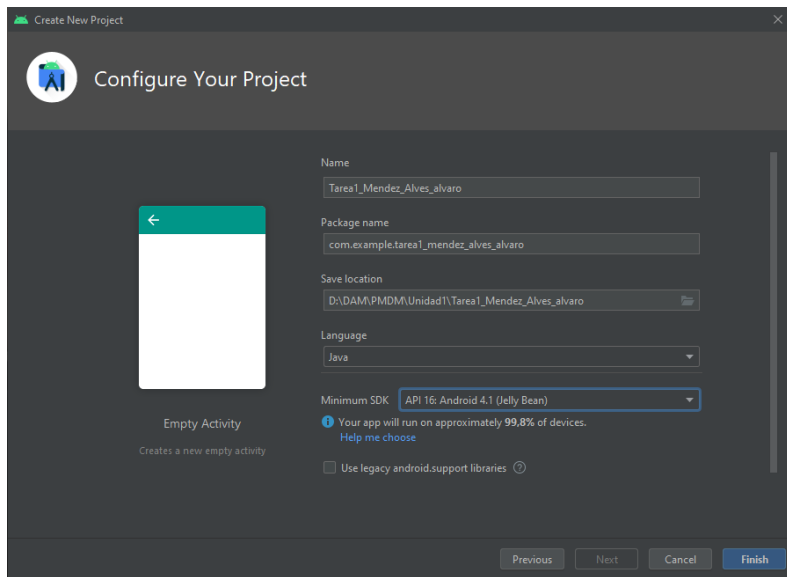 Create New Project
Configure Your Project
Name
Tarea1_Mendez_Alves_alvaro
Package name
com.example.tarea1_mendez_alves_alvaro
Save location
D:\DAM\PMDM\Unidad1\Tarea1_Mendez_Alves_alvaro
Language
Java
Minimum SDK API 16: Android 4.1 (Jelly Bean)
Your app will run on approximately 99,8% of devices.
Help me choose
Use legacy android.support libraries ?
Empty Activity
Creates a new empty activity
Previous Next Cancel Finish